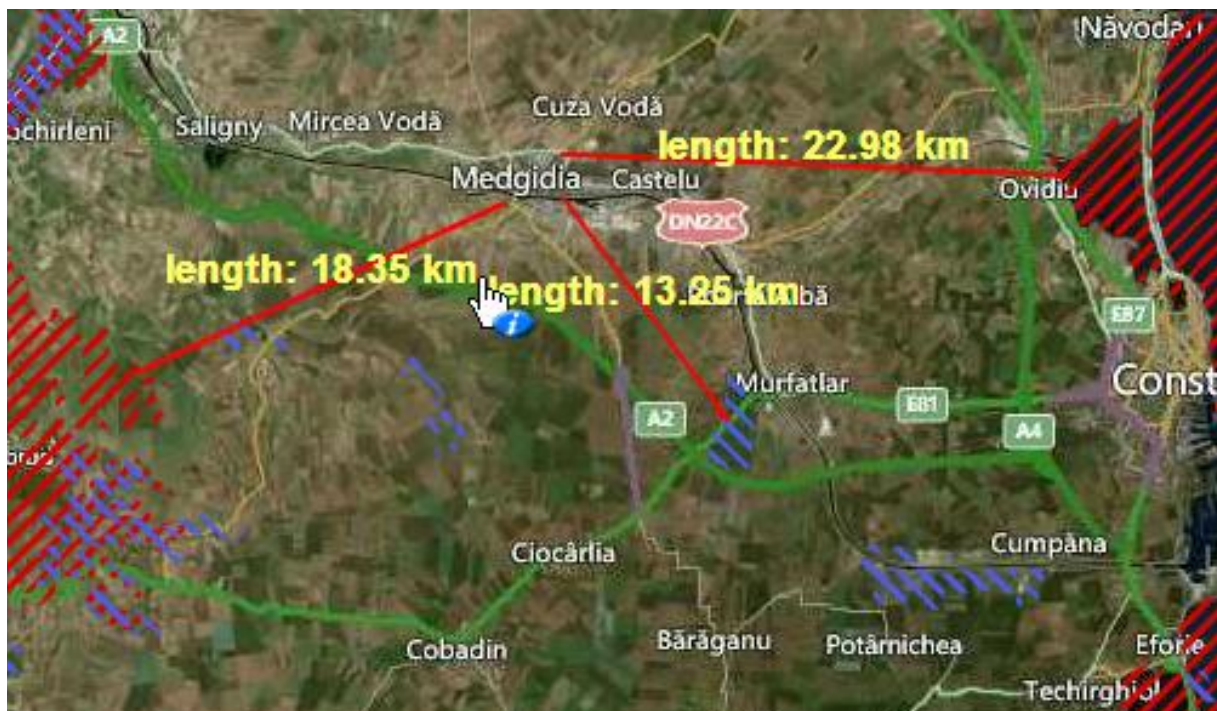 Năvodari
A2
Cuza Vodă
ochirleni
Saligny
Mircea Vodă
length: 22.98 km
Medgidia
Castelu
Ovidiu
DN22C
length: 18.35 km
length: 13.25 km
E87
Murfatlar
Const
A2
E81
A4
Ciocârlia
Cumpăna
Cobadin
Bărăganu
Potârnichea
Eforie
Techirghiol